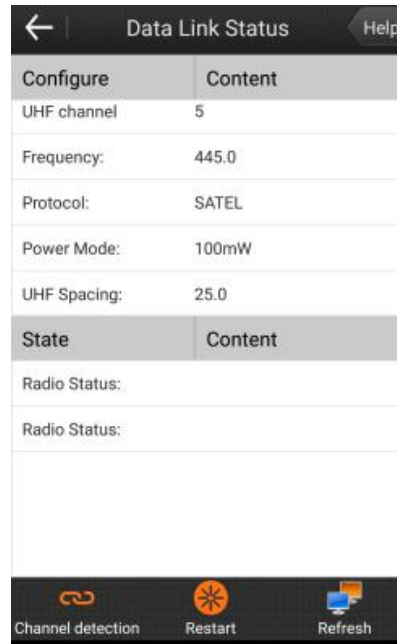 Data Link Status
Help
Configure Content
UHF channel 5
Frequency: 445.0
Protocol: SATEL
Power Mode: 100mW
UHF Spacing: 25.0
State Content
Radio Status:
Radio Status:
Channel detection Restart Refresh